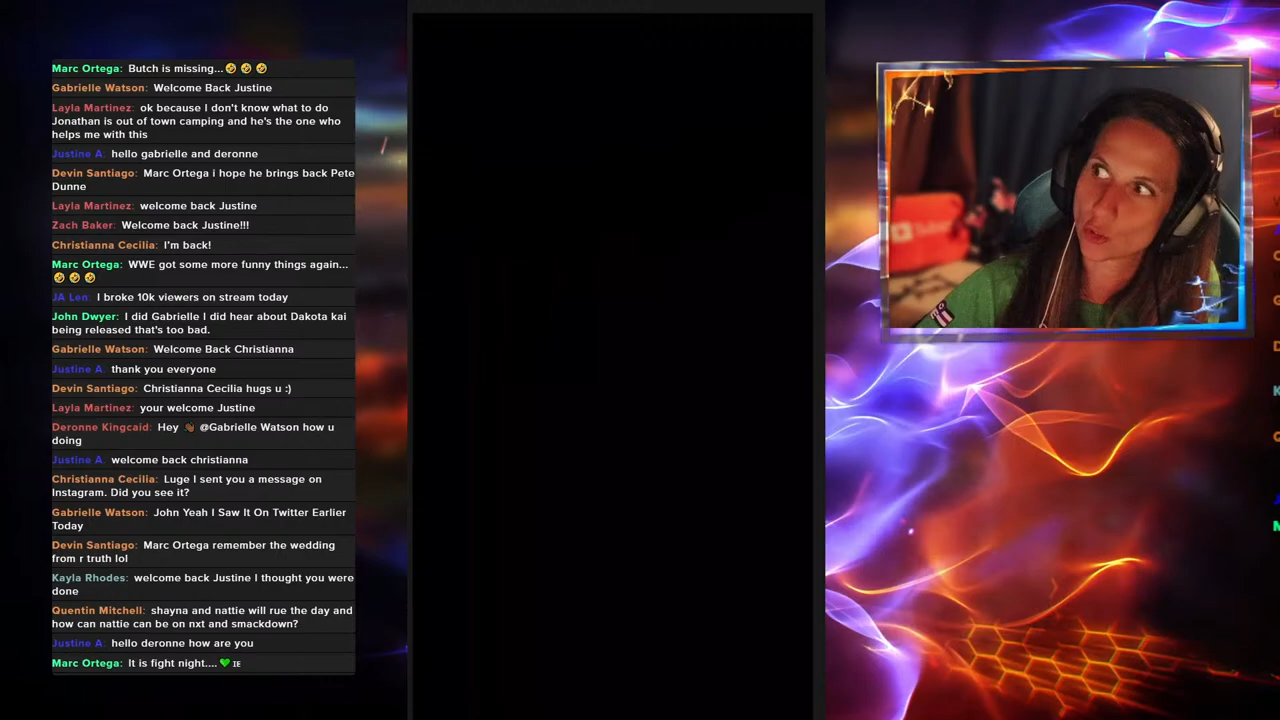 Marc Ortega: Butch is missing...🤣 🤣 🤣
Gabrielle Watson: Welcome Back Justine
Layla Martinez: ok because I don't know what to do
Jonathan is out of town camping and he's the one who
helps me with this
Justine A: hello gabrielle and deronne
Devin Santiago: Marc Ortega i hope he brings back Pete
Dunne
Layla Martinez: welcome back Justine
Zach Baker: Welcome back Justine!!!
Christianna Cecilia: I'm back!
Marc Ortega: WWE got some more funny things again...
🤣 🤣 🤣
JA Len: I broke 10k viewers on stream today
John Dwyer: I did Gabrielle I did hear about Dakota kai
being released that's too bad.
Gabrielle Watson: Welcome Back Christianna
Justine A: thank you everyone
Devin Santiago: Christianna Cecilia hugs u :)
Layla Martinez: your welcome Justine
Deronne Kingcaid: Hey 👋🏾 @Gabrielle Watson how u
doing
Justine A: welcome back christianna
Christianna Cecilia: Luge I sent you a message on
Instagram. Did you see it?
Gabrielle Watson: John Yeah I Saw It On Twitter Earlier
Today
Devin Santiago: Marc Ortega remember the wedding
from r truth lol
Kayla Rhodes: welcome back Justine I thought you were
done
Quentin Mitchell: shayna and nattie will rue the day and
how can nattie can be on nxt and smackdown?
Justine A: hello deronne how are you
Marc Ortega: It is fight night.... 💚